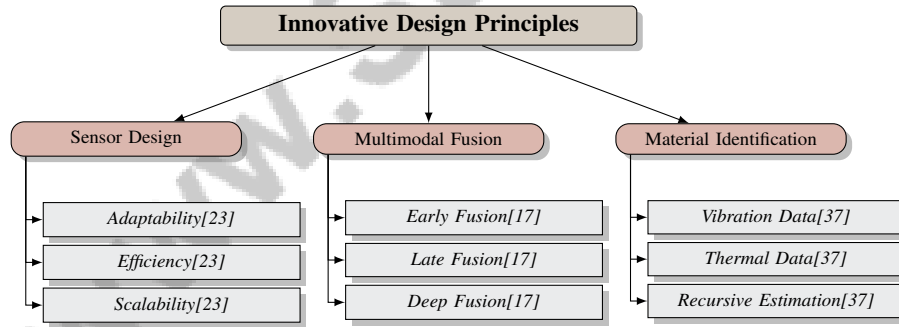 Innovative Design Principles
Sensor Design
Multimodal Fusion
Material Identification
Adaptability[23]
Early Fusion[17]
Vibration Data[37]
Efficiency[23]
Late Fusion[17]
Thermal Data[37]
Scalability[23]
Deep Fusion[17]
Recursive Estimation[37]
www.s